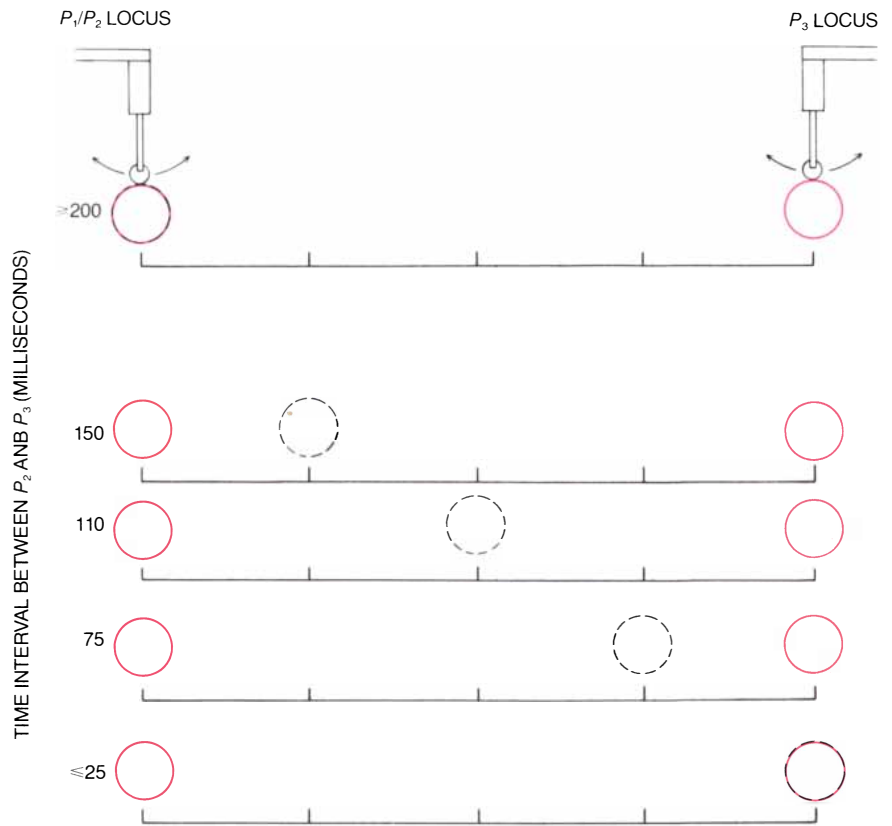 P₁/P₂ LOCUS
P₃ LOCUS
TIME INTERVAL BETWEEN P₂ ANB P₃ (MILLISECONDS)
≥200
150
110
75
≤25